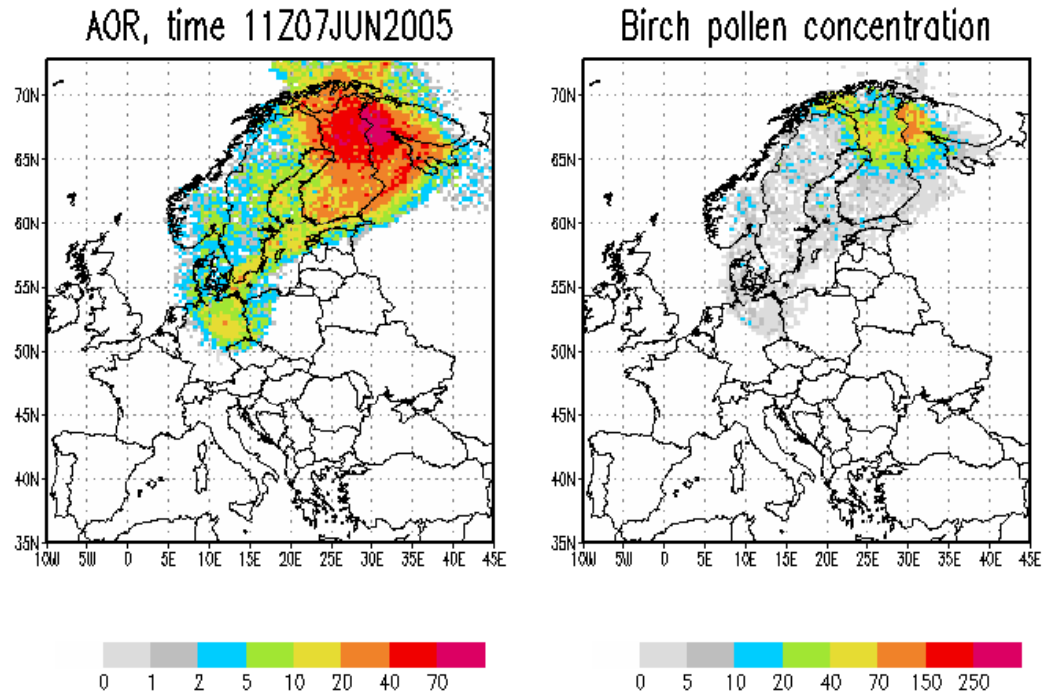 AOR, time 11Z07JUN2005
Birch pollen concentration
70N
65N
60N
55N
50N
45N
40N
35N
10W 5W 0 5E 10E 15E 20E 25E 30E 35E 40E 45E
70N
65N
60N
55N
50N
45N
40N
35N
10W 5W 0 5E 10E 15E 20E 25E 30E 35E 40E 45E
0 1 2 5 10 20 40 70
0 5 10 20 40 70 150 250